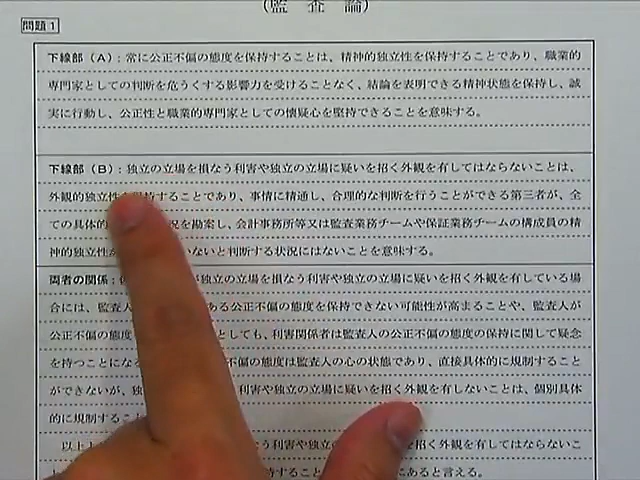 (監 査 論)
問題1
下線部(A):常に公正不偏の態度を保持することは、精神的独立性を保持することであり、職業的
専門家としての判断を危うくする影響力を受けることなく、結論を表明できる精神状態を保持し、誠
実に行動し、公正性と職業的専門家としての懐疑心を堅持できることを意味する。
下線部(B):独立の立場を損なう利害や独立の立場に疑いを招く外観を有してはならないことは、
外観的独立性 保持することであり、事情に精通し、合理的な判断を行うことができる第三者が、全
ての具体的 況を勘案し、会計事務所等又は監査業務チームや保証業務チームの構成員の精
神的独立性が いないと判断する状況にはないことを意味する。
両者の関係: が独立の立場を損なう利害や独立の立場に疑いを招く外観を有している場
合には、監査人 ある公正不偏の態度を保持できない可能性が高まることや、監査人が
公正不偏の態度 としても、利害関係者は監査人の公正不偏の態度の保持に関して疑念
を持つことにな 不偏の態度は監査人の心の状態であり、直接具体的に規制すること
ができないが、独 利害や独立の立場に疑いを招く外観を有しないことは、個別具体
的に規制するこ
以上 なう利害や独立の立 招く外観を有してはならないこ
持するこ にあると言える。